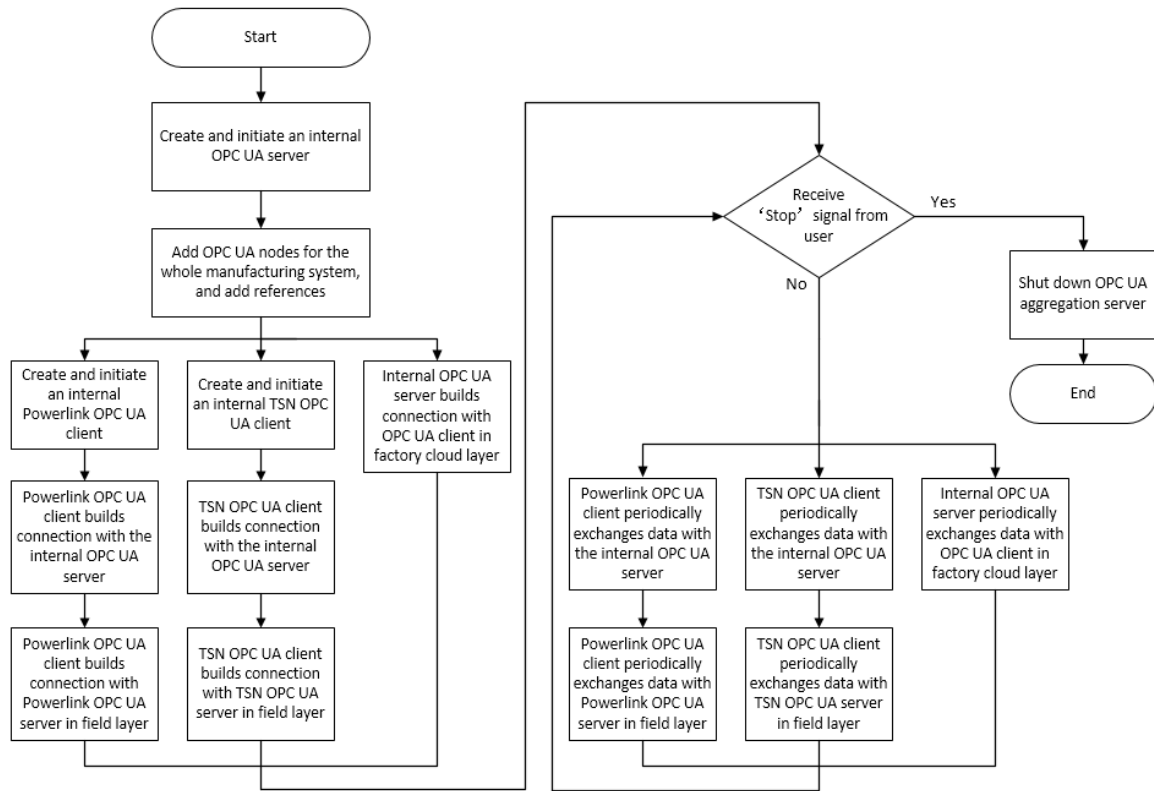 Start
Create and initiate an internal
OPC UA server
Add OPC UA nodes for the
whole manufacturing system,
and add references
Create and initiate
an internal
Powerlink OPC UA
client
Create and initiate
an internal TSN OPC
UA client
Internal OPC UA
server builds
connection with
OPC UA client in
factory cloud layer
Powerlink OPC UA
client builds
connection with the
internal OPC UA
server
TSN OPC UA client
builds connection
with the internal
OPC UA server
Powerlink OPC UA
client builds
connection with
Powerlink OPC UA
server in field layer
TSN OPC UA client
builds connection
with TSN OPC UA
server in field layer
Receive
‘Stop’ signal from
user
Yes
No
Shut down OPC UA
aggregation server
End
Powerlink OPC UA
client periodically
exchanges data with
the internal OPC UA
server
TSN OPC UA client
periodically
exchanges data with
the internal OPC UA
server
Internal OPC UA
server periodically
exchanges data with
OPC UA client in
factory cloud layer
Powerlink OPC UA
client periodically
exchanges data with
Powerlink OPC UA
server in field layer
TSN OPC UA client
periodically
exchanges data with
TSN OPC UA server
in field layer